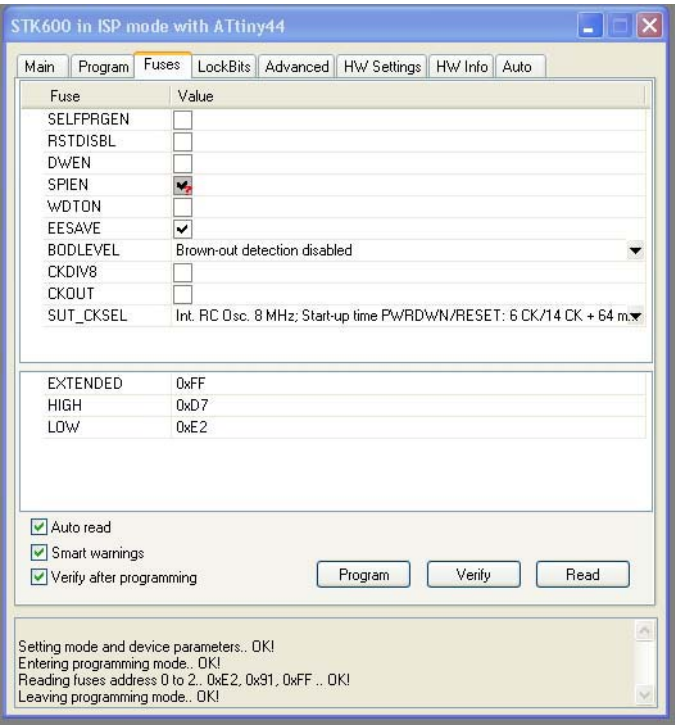 STK600 in ISP mode with ATtiny44
Main Program Fuses LockBits Advanced HW Settings HW Info Auto
Fuse Value
SELFPRGEN
RSTDISBL
DWEN
SPIEN
WDTON
EESAVE
BODLEVEL Brown-out detection disabled
CKDIV8
CKOUT
SUT_CKSEL Int. RC Osc. 8 MHz; Start-up time PWRDWN/RESET: 6 CK/14 CK + 64 m...
EXTENDED 0xFF
HIGH 0xD7
LOW 0xE2
Auto read
Smart warnings
Verify after programming
Program Verify Read
Setting mode and device parameters.. OK!
Entering programming mode.. OK!
Reading fuses address 0 to 2.. 0xE2, 0x91, 0xFF .. OK!
Leaving programming mode.. OK!